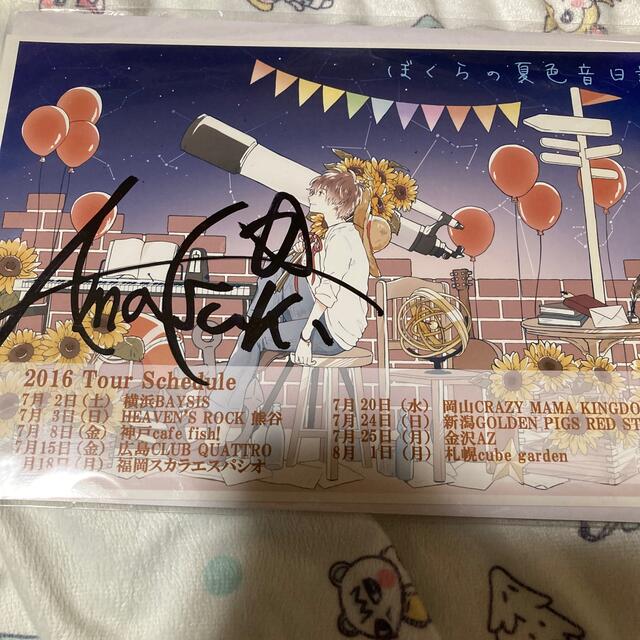 ぼくらの夏色音日
2016 Tour Schedule
7月 2日(土) 横浜BAYSIS
7月 3日(日) HEAVEN'S ROCK 熊谷
7月 8日(金) 神戸cafe fish!
7月15日(金) 広島CLUB QUATTRO
月18日(月) 福岡スカラエスパシオ
7月20日(水) 岡山CRAZY MAMA KINGDO
7月24日(日) 新潟GOLDEN PIGS RED ST
7月25日(月) 金沢AZ
8月 1日(月) 札幌cube garden